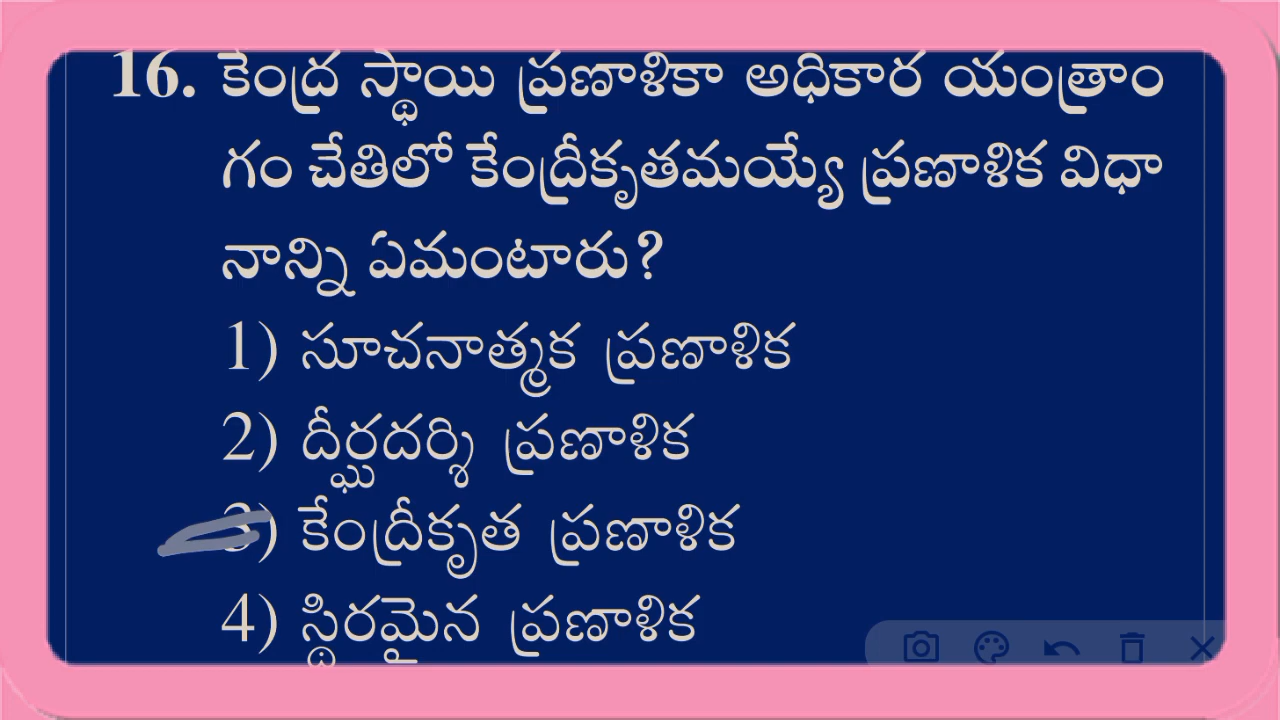 16. కేంద్ర స్థాయి ప్రణాళికా అధికార యంత్రాం
గం చేతిలో కేంద్రీకృతమయ్యే ప్రణాళిక విధా
నాన్ని ఏమంటారు?
1) సూచనాత్మక ప్రణాళిక
2) దీర్ఘదర్శి ప్రణాళిక
3) కేంద్రీకృత ప్రణాళిక
4) స్థిరమైన ప్రణాళిక